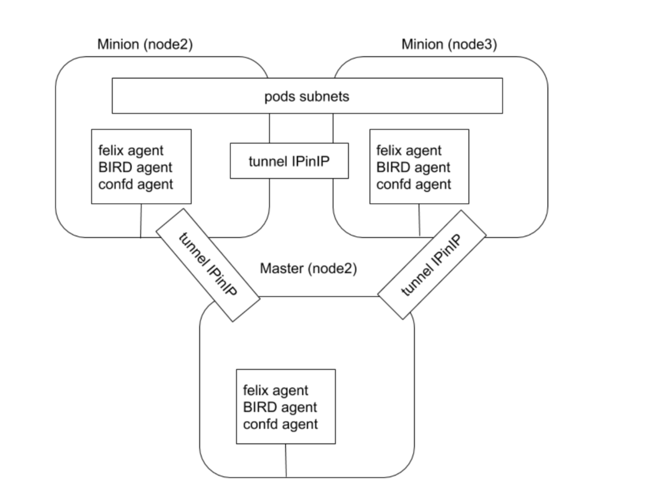 Minion (node2)
Minion (node3)
pods subnets
felix agent
BIRD agent
confd agent
tunnel IPinIP
felix agent
BIRD agent
confd agent
tunnel IPinIP
tunnel IPinIP
Master (node2)
felix agent
BIRD agent
confd agent